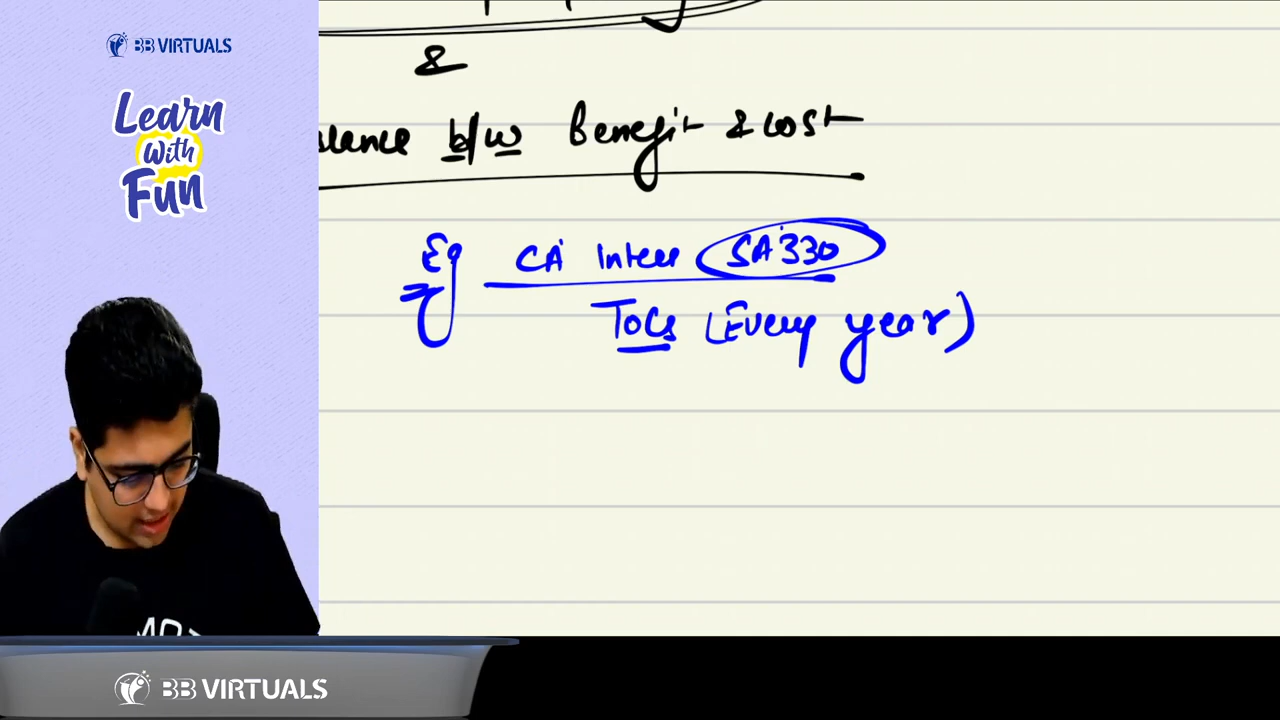 BB VIRTUALS
Learn
With
Fun
&
b/w Benefit & cost
Eg CA Inter SA 330
TOCs (Every year)
BB VIRTUALS